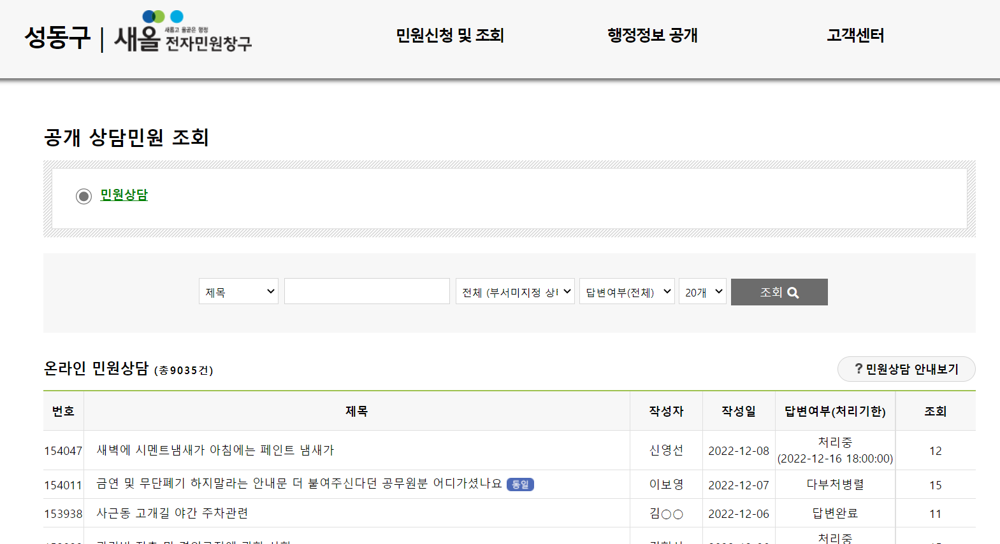 성동구 | 새올 새롭고 올곧은 행정 전자민원창구
민원신청 및 조회
행정정보 공개
고객센터
공개 상담민원 조회
민원상담
제목
전체 (부서미지정 상
답변여부(전체)
20개
조회
온라인 민원상담 (총9035건)
? 민원상담 안내보기
번호 제목 작성자 작성일 답변여부(처리기한) 조회
154047 새벽에 시멘트냄새가 아침에는 페인트 냄새가 신영선 2022-12-08 처리중 (2022-12-16 18:00:00) 12
154011 금연 및 무단폐기 하지말라는 안내문 더 붙여주신다던 공무원분 어디가셨나요 동일 이보영 2022-12-07 다부처병렬 15
153938 사근동 고개길 야간 주차관련 김○○ 2022-12-06 답변완료 11
처리중